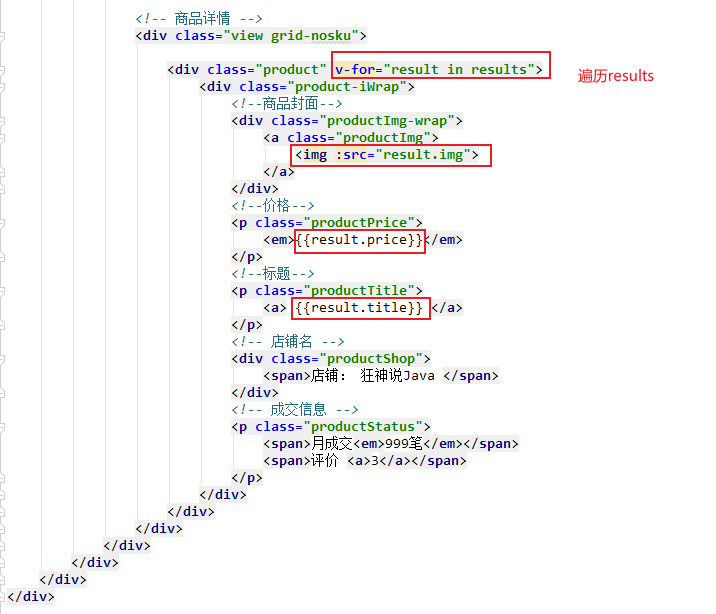 <!-- 商品详情 -->
<div class="view grid-nosku">
<div class="product" v-for="result in results">
遍历results
<div class="product-iWrap">
<!--商品封面-->
<div class="productImg-wrap">
<a class="productImg">
<img :src="result.img">
</a>
</div>
<!--价格-->
<p class="productPrice">
<em>{{result.price}}</em>
</p>
<!--标题-->
<p class="productTitle">
<a> {{result.title}} </a>
</p>
<!-- 店铺名 -->
<div class="productShop">
<span>店铺： 狂神说Java </span>
</div>
<!-- 成交信息 -->
<p class="productStatus">
<span>月成交<em>999笔</em></span>
<span>评价 <a>3</a></span>
</p>
</div>
</div>
</div>
</div>
</div>
</div>
</div>